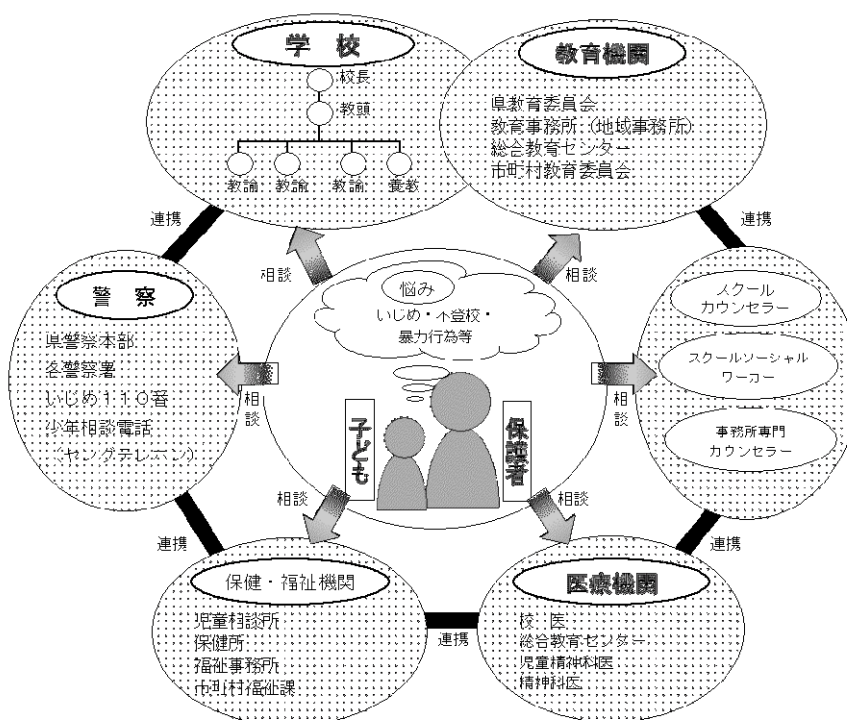 学　校
校長
教頭
教諭
教諭
教諭
養教
教育機関
県教育委員会
教育事務所（地域事務所）
総合教育センター
市町村教育委員会
連携
連携
相談
相談
悩み
いじめ・不登校・
暴力行為等
警　察
県警察本部
各警察署
いじめ１１０番
少年相談電話
（ヤングテレホン）
相談
相談
スクール
カウンセラー
スクールソーシャル
ワーカー
事務所専門
カウンセラー
子ども
保護者
相談
相談
連携
連携
保健・福祉機関
児童相談所
保健所
福祉事務所
市町村福祉課
連携
医療機関
校　医
総合教育センター
児童精神科医
精神科医